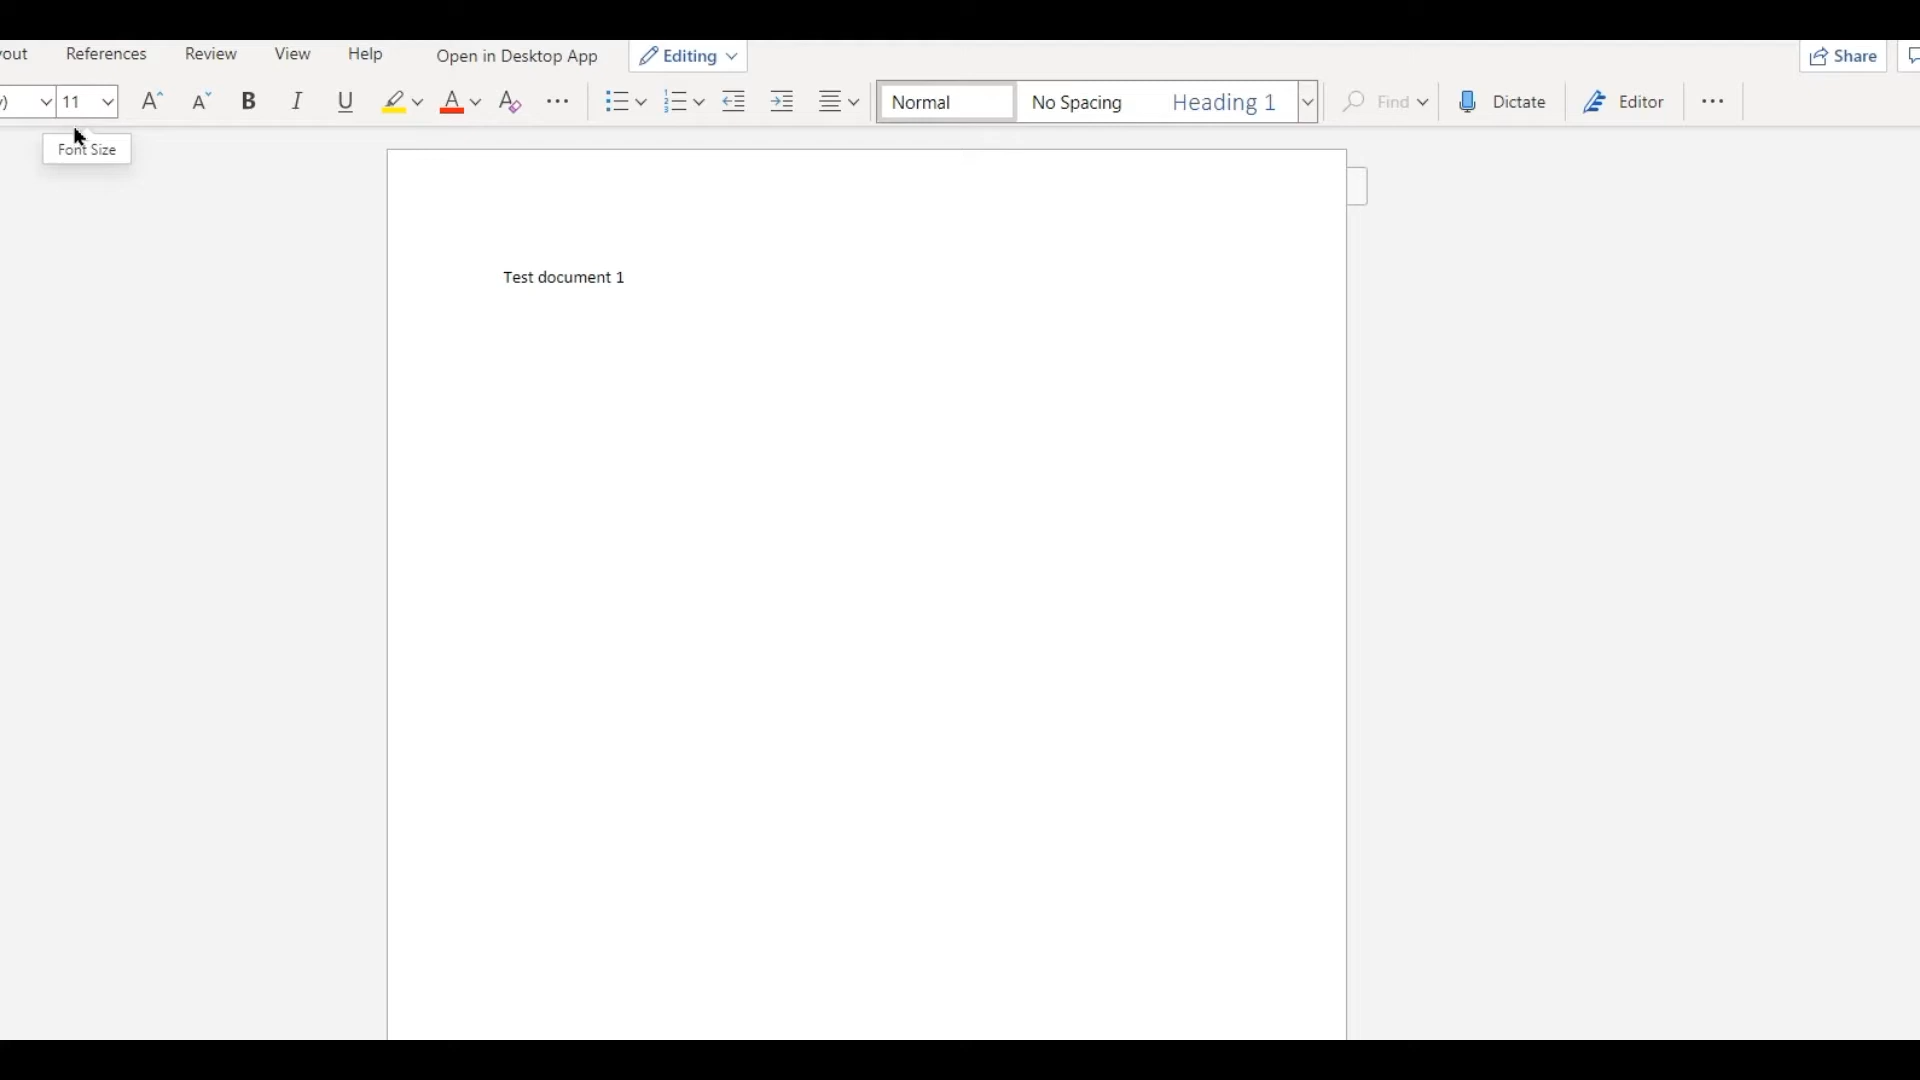 yout References Review View Help Open in Desktop App Editing Share
y) 11 A A B I U A A Normal No Spacing Heading 1 Find Dictate Editor
Font Size
Test document 1